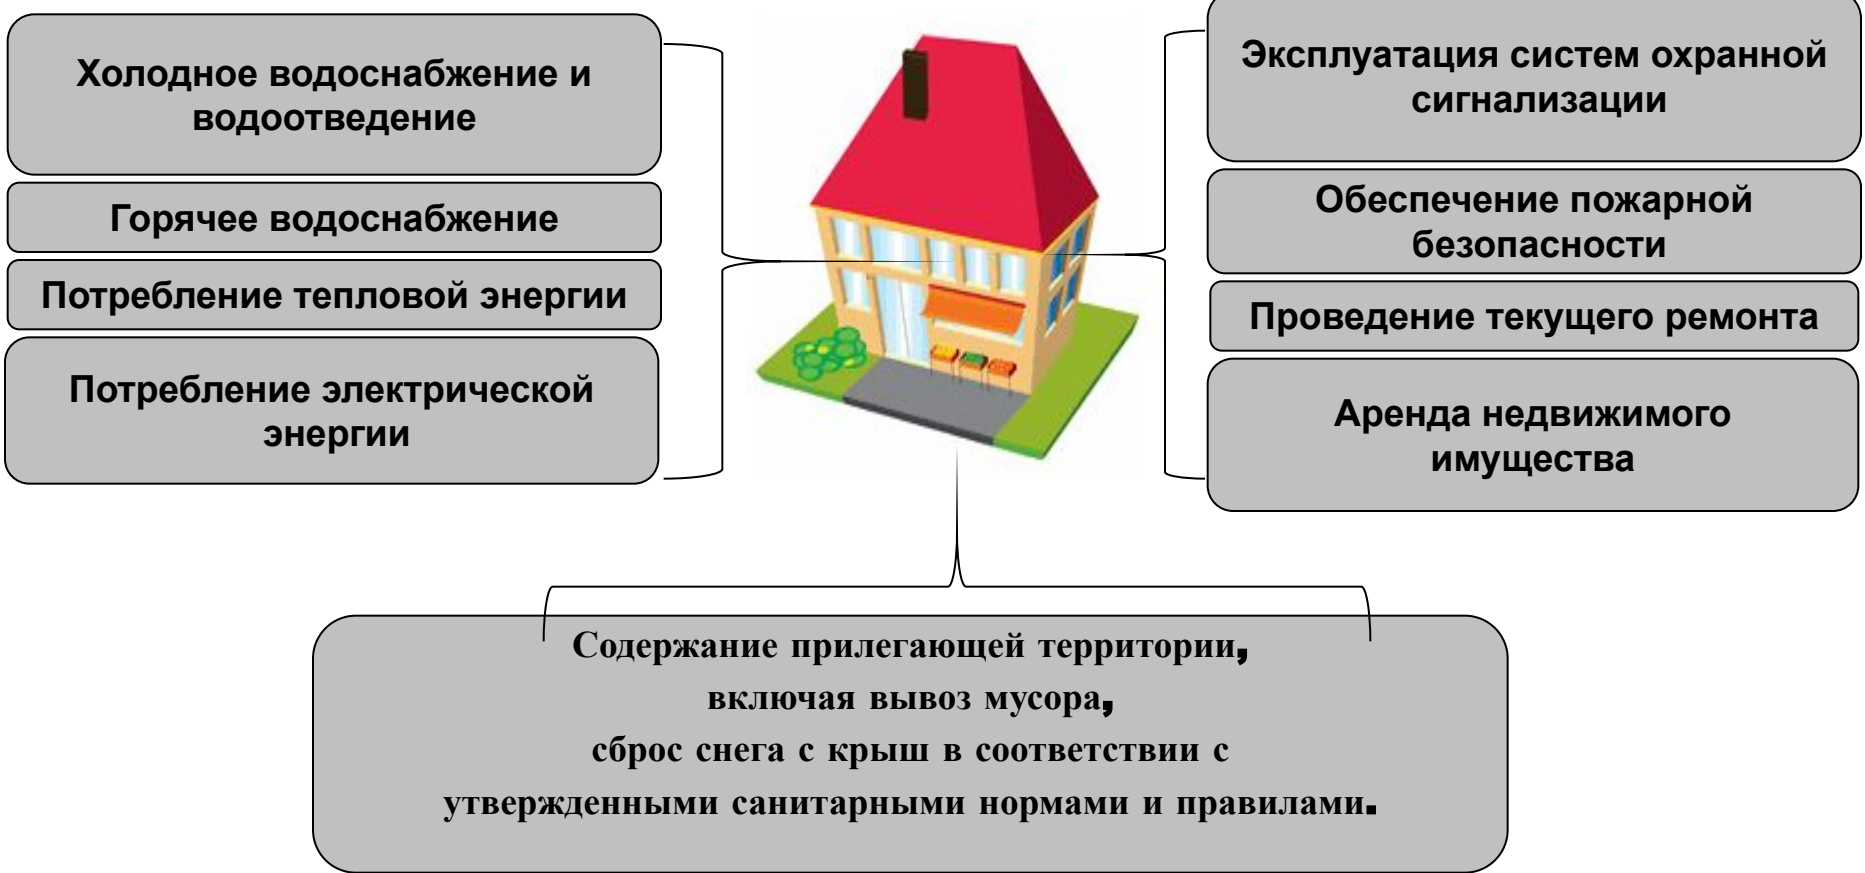 Холодное водоснабжение и
водоотведение
Горячее водоснабжение
Потребление тепловой энергии
Потребление электрической
энергии
Эксплуатация систем охранной
сигнализации
Обеспечение пожарной
безопасности
Проведение текущего ремонта
Аренда недвижимого
имущества
Содержание прилегающей территории,
включая вывоз мусора,
сброс снега с крыш в соответствии с
утвержденными санитарными нормами и правилами.